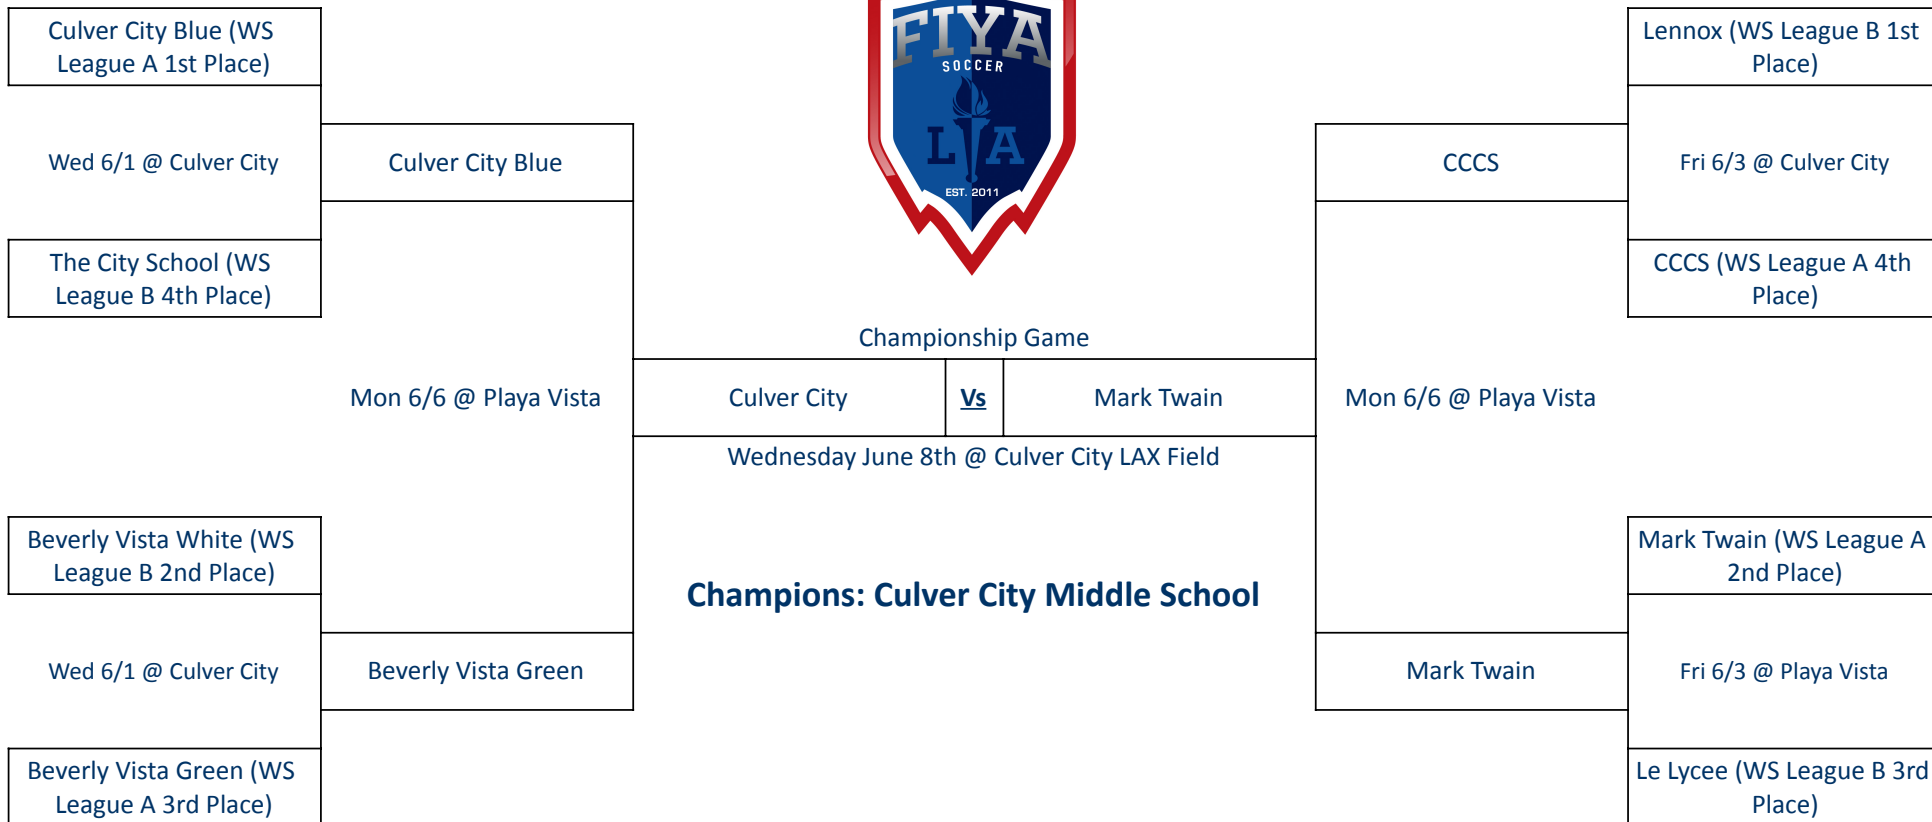 Culver City Blue (WS
League A 1st Place)
FIYA
SOCCER
LA
EST. 2011
Lennox (WS League B 1st
Place)
Wed 6/1 @ Culver City
Culver City Blue
CCCS
Fri 6/3 @ Culver City
The City School (WS
League B 4th Place)
CCCS (WS League A 4th
Place)
Championship Game
Mon 6/6 @ Playa Vista
Culver City
Vs
Mark Twain
Mon 6/6 @ Playa Vista
Wednesday June 8th @ Culver City LAX Field
Beverly Vista White (WS
League B 2nd Place)
Mark Twain (WS League A
2nd Place)
Champions: Culver City Middle School
Wed 6/1 @ Culver City
Beverly Vista Green
Mark Twain
Fri 6/3 @ Playa Vista
Beverly Vista Green (WS
League A 3rd Place)
Le Lycee (WS League B 3rd
Place)